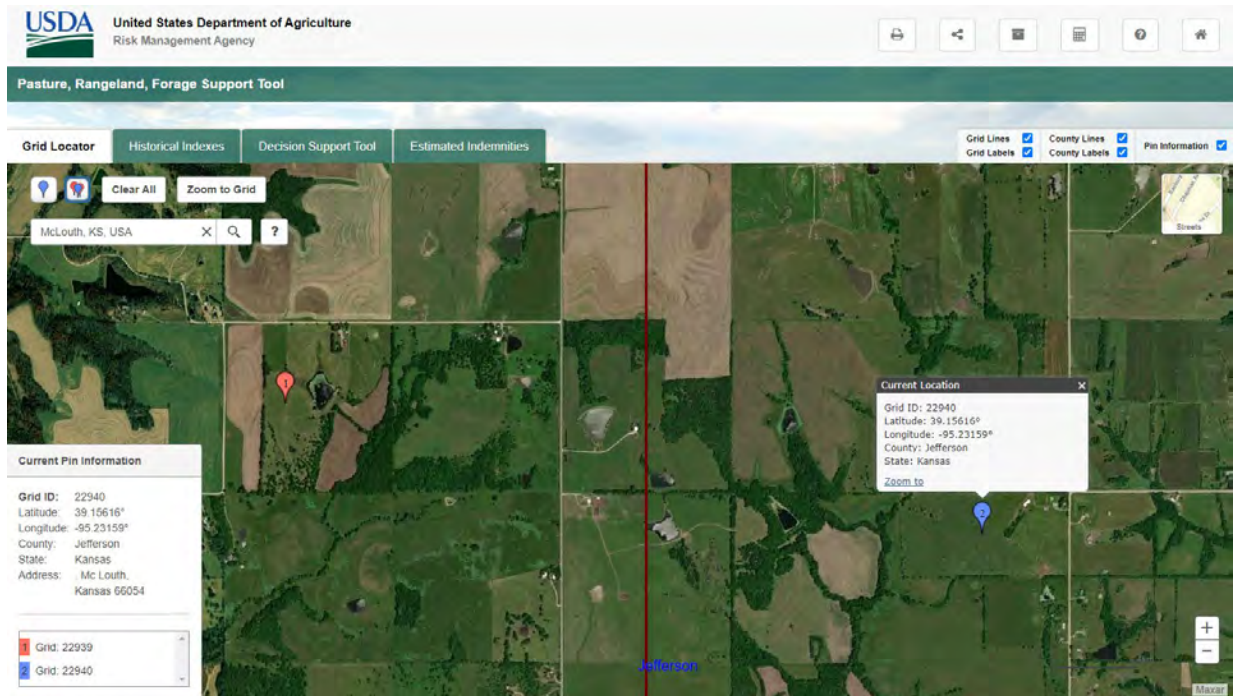 USDA
United States Department of Agriculture
Risk Management Agency
Pasture, Rangeland, Forage Support Tool
Grid Locator
Historical Indexes
Decision Support Tool
Estimated Indemnities
Grid Lines
County Lines
Pin Information
Grid Labels
County Labels
Clear All
Zoom to Grid
McLouth, KS, USA
?
Streets
1
Current Location
Grid ID: 22940
Latitude: 39.15616°
Longitude: -95.23159°
County: Jefferson
State: Kansas
Zoom to
2
Current Pin Information
Grid ID: 22940
Latitude: 39.15616°
Longitude: -95.23159°
County: Jefferson
State: Kansas
Address: , Mc Louth,
Kansas 66054
1 Grid: 22939
2 Grid: 22940
Jefferson
+
−
Maxar